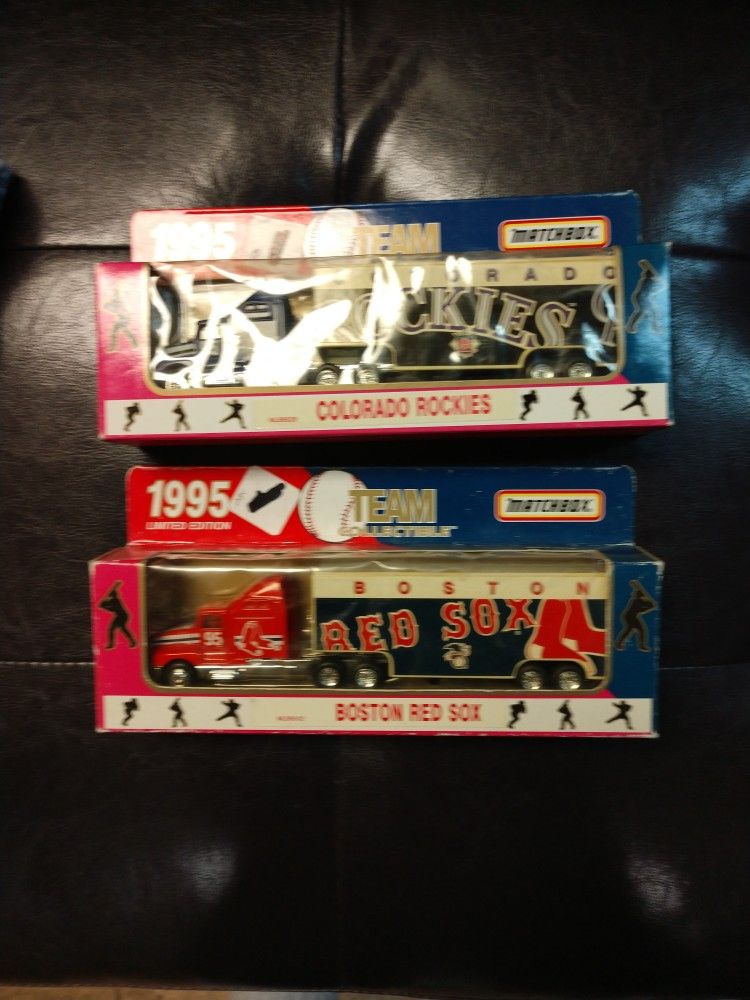 1995 TEAM MATCHBOX
COLORADO
ROCKIES
COLORADO ROCKIES
1995 TEAM MATCHBOX
LIMITED EDITION COLLECTIBLE
BOSTON
RED SOX
95
BOSTON RED SOX